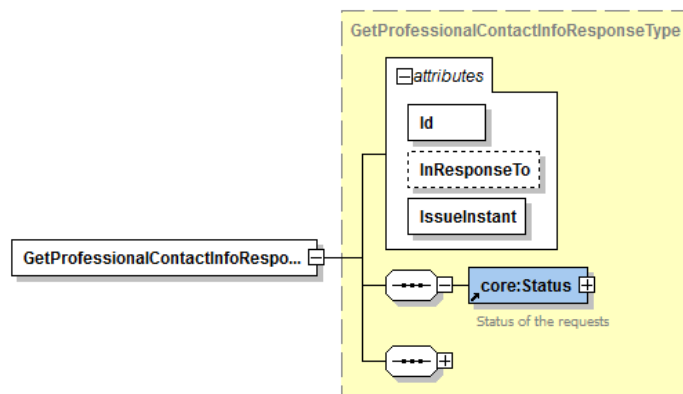 GetProfessionalContactInfoResponseType
attributes
Id
InResponseTo
IssueInstant
GetProfessionalContactInfoRespo...
core:Status
Status of the requests